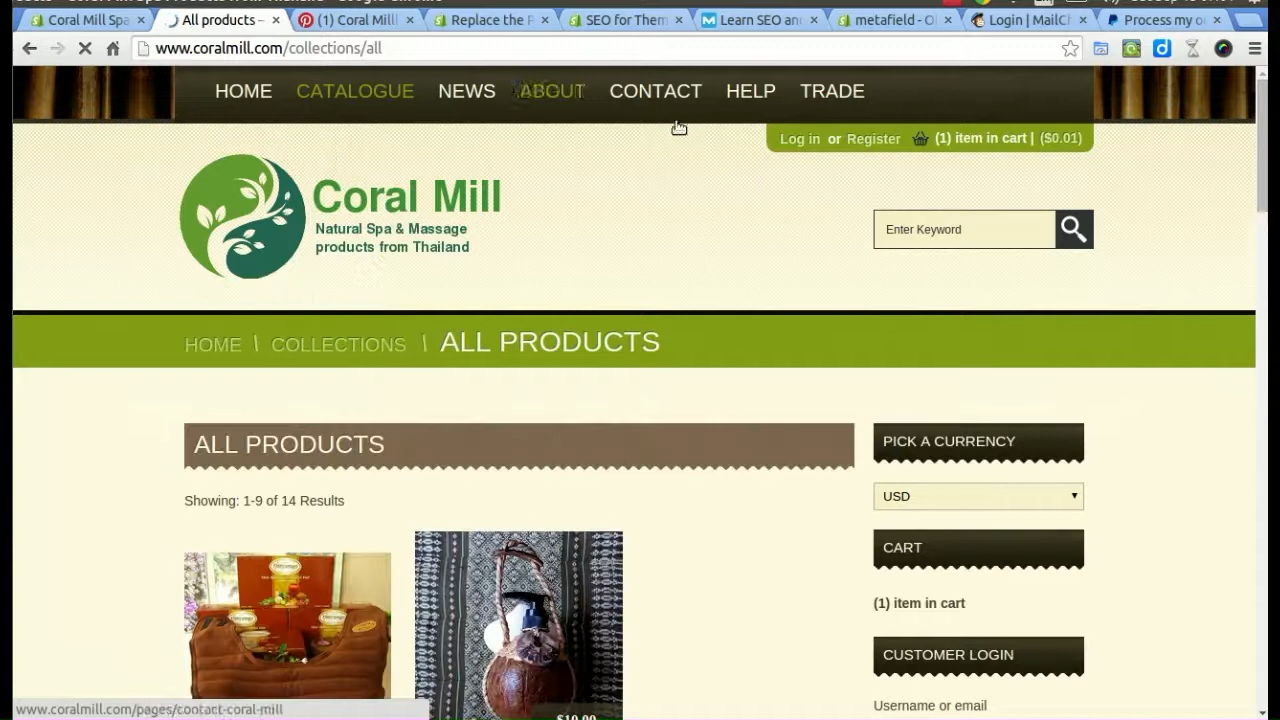 Coral Mill Spa
All products –
(1) Coral Mill
Replace the
SEO for Them
Learn SEO an
metafield -
Login | MailC
Process my o
www.coralmill.com/collections/all
HOME CATALOGUE NEWS ABOUT CONTACT HELP TRADE
Log in or Register (1) item in cart | ($0.01)
Coral Mill
Natural Spa & Massage
products from Thailand
Enter Keyword
HOME \ COLLECTIONS \ ALL PRODUCTS
ALL PRODUCTS
PICK A CURRENCY
Showing: 1-9 of 14 Results
USD
CART
(1) item in cart
CUSTOMER LOGIN
Username or email
$10.00
www.coralmill.com/pages/contact-coral-mill